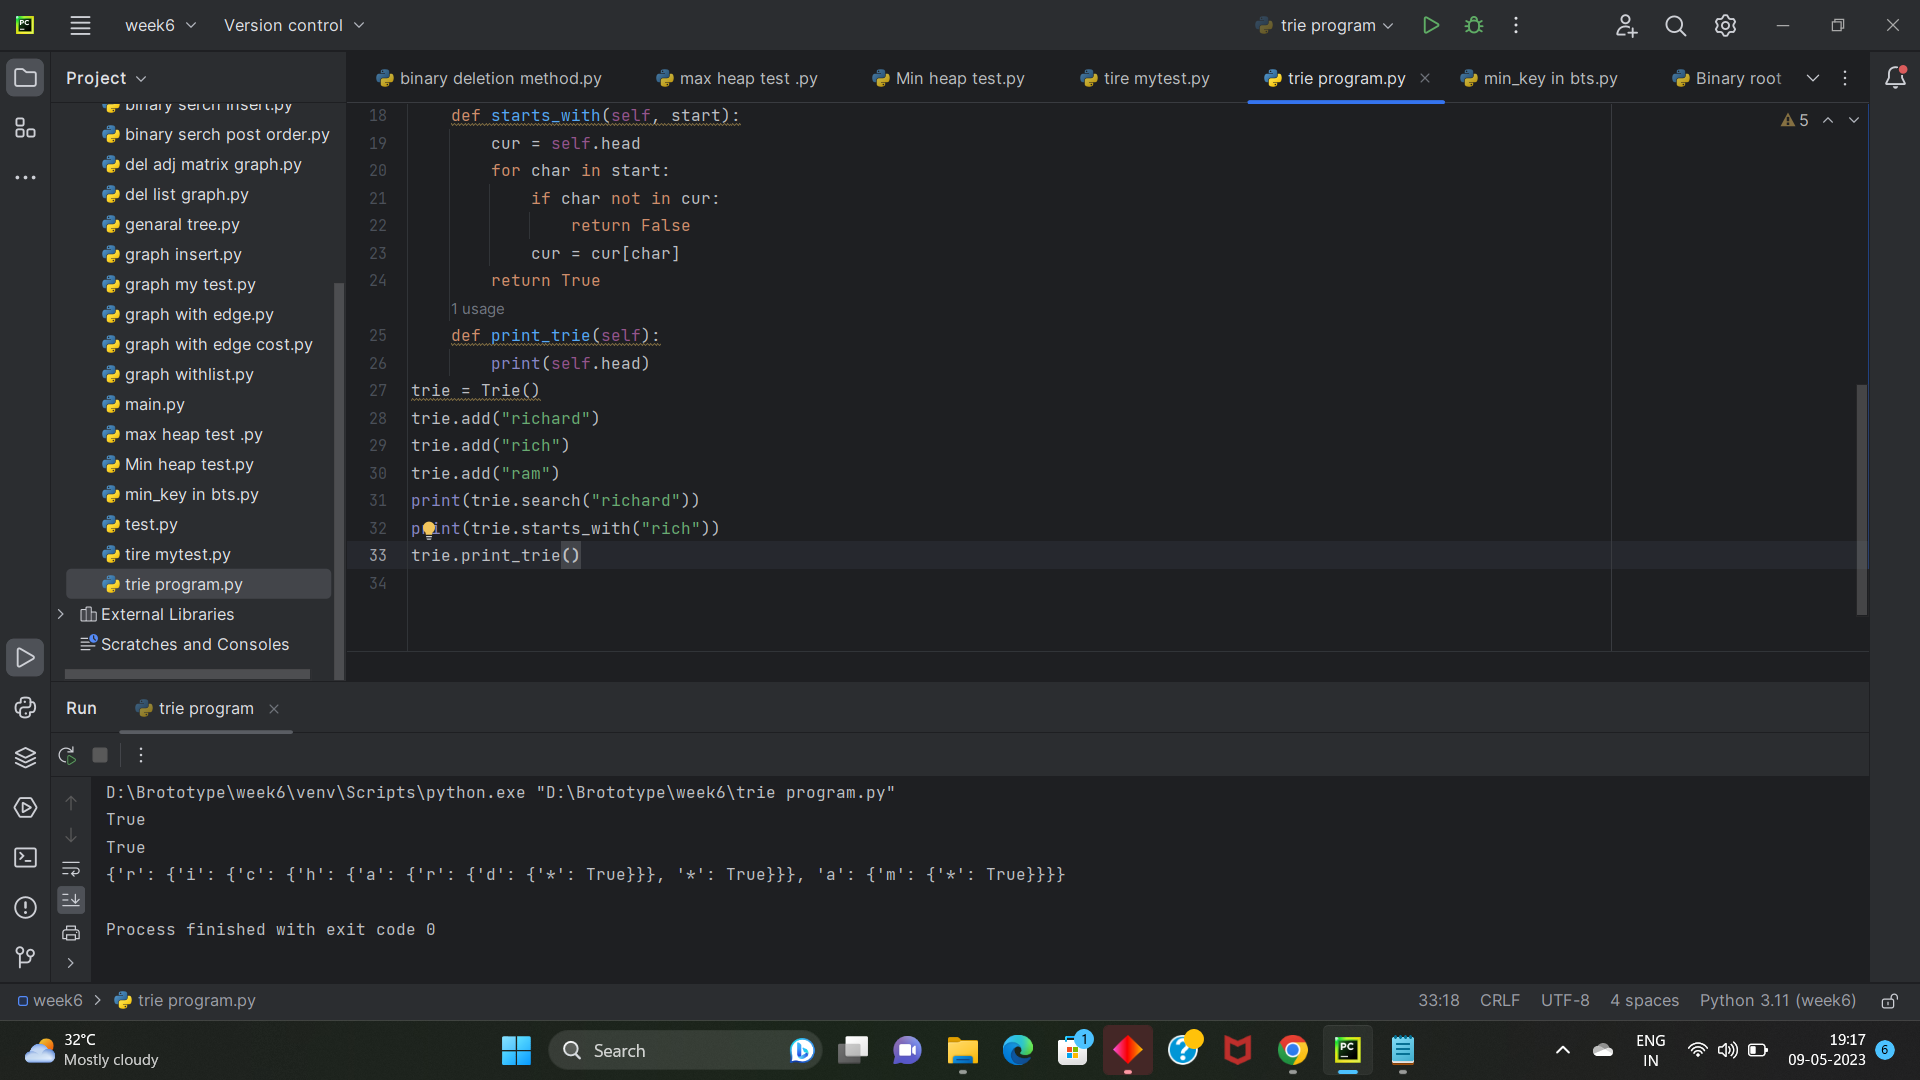 PC
week6
Version control
trie program
Project
binary deletion method.py
max heap test .py
Min heap test.py
tire mytest.py
trie program.py
min_key in bts.py
Binary root
binary serch insert.py
binary serch post order.py
del adj matrix graph.py
del list graph.py
genaral tree.py
graph insert.py
graph my test.py
graph with edge.py
graph with edge cost.py
graph withlist.py
main.py
max heap test .py
Min heap test.py
min_key in bts.py
test.py
tire mytest.py
trie program.py
External Libraries
Scratches and Consoles
5
18 def starts_with(self, start):
19 cur = self.head
20 for char in start:
21 if char not in cur:
22 return False
23 cur = cur[char]
24 return True
1 usage
25 def print_trie(self):
26 print(self.head)
27 trie = Trie()
28 trie.add("richard")
29 trie.add("rich")
30 trie.add("ram")
31 print(trie.search("richard"))
32 print(trie.starts_with("rich"))
33 trie.print_trie()
34
Run
trie program
D:\Brototype\week6\venv\Scripts\python.exe "D:\Brototype\week6\trie program.py"
True
True
{'r': {'i': {'c': {'h': {'a': {'r': {'d': {'*': True}}}, '*': True}}}, 'a': {'m': {'*': True}}}}
Process finished with exit code 0
week6 > trie program.py
33:18 CRLF UTF-8 4 spaces Python 3.11 (week6)
32°C
Mostly cloudy
Search
1
PC
ENG
IN
19:17
09-05-2023
6